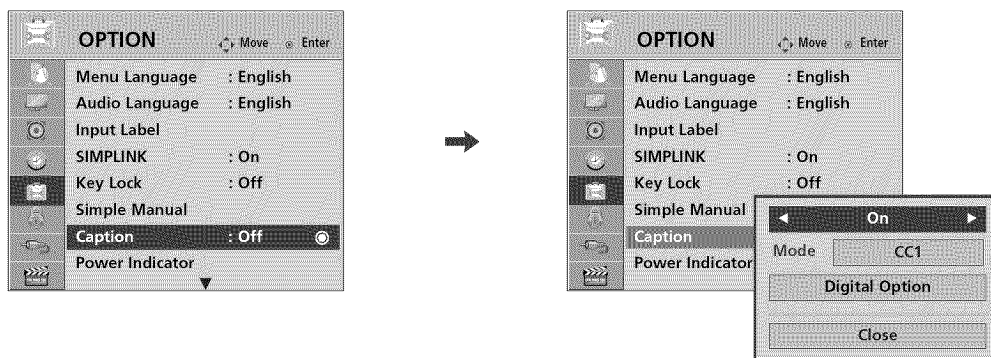 OPTION Move Enter
Menu Language : English
Audio Language : English
Input Label
SIMPLINK : On
Key Lock : Off
Simple Manual
Caption : Off
Power Indicator
OPTION Move Enter
Menu Language : English
Audio Language : English
Input Label
SIMPLINK : On
Key Lock : Off
Simple Manual
Caption
Power Indicator
On
Mode CC1
Digital Option
Close